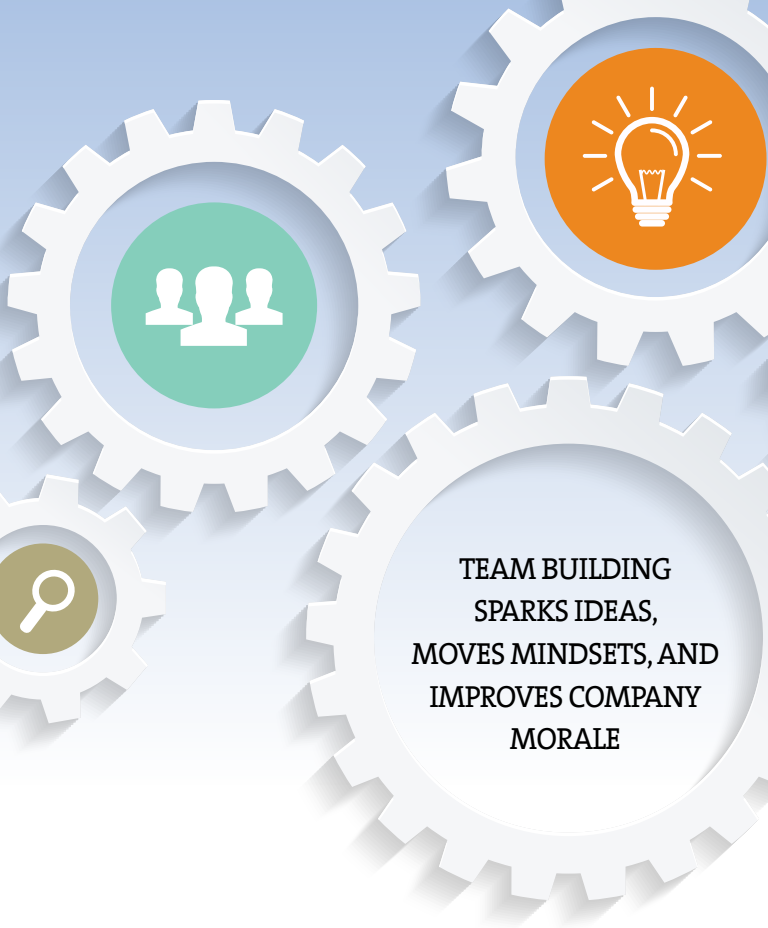 TEAM BUILDING
SPARKS IDEAS,
MOVES MINDSETS, AND
IMPROVES COMPANY
MORALE